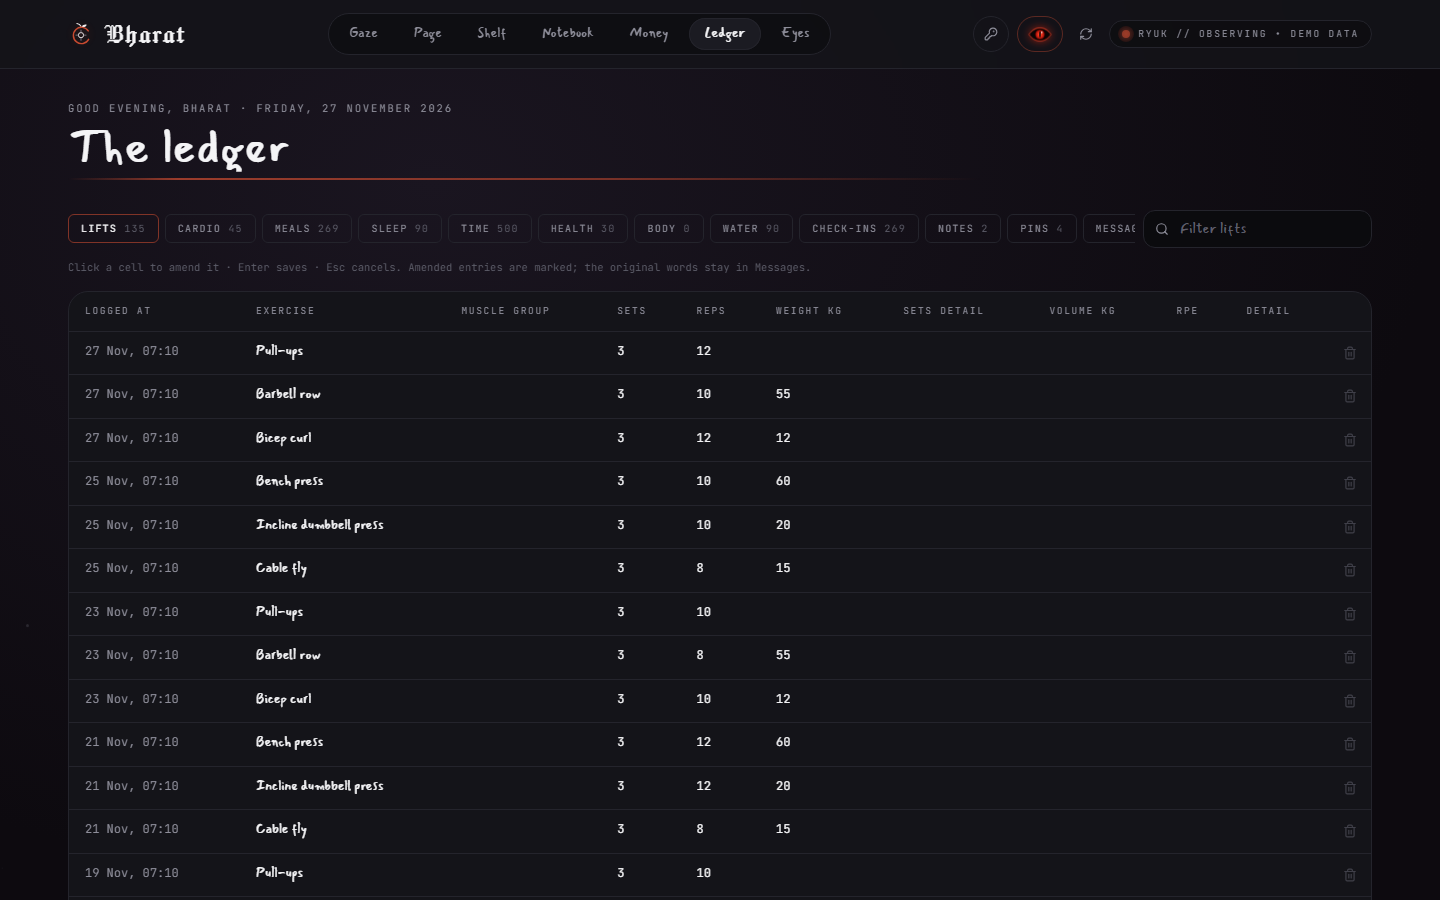 Bharat
Gaze Page Shelf Notebook Money Ledger Eyes
RYUK // OBSERVING • DEMO DATA
GOOD EVENING, BHARAT · FRIDAY, 27 NOVEMBER 2026
The ledger
LIFTS 135 CARDIO 45 MEALS 269 SLEEP 90 TIME 500 HEALTH 30 BODY 0 WATER 90 CHECK-INS 269 NOTES 2 PINS 4 MESSAG
Filter lifts
Click a cell to amend it · Enter saves · Esc cancels. Amended entries are marked; the original words stay in Messages.
LOGGED AT EXERCISE MUSCLE GROUP SETS REPS WEIGHT KG SETS DETAIL VOLUME KG RPE DETAIL
27 Nov, 07:10 Pull-ups 3 12
27 Nov, 07:10 Barbell row 3 10 55
27 Nov, 07:10 Bicep curl 3 12 12
25 Nov, 07:10 Bench press 3 10 60
25 Nov, 07:10 Incline dumbbell press 3 10 20
25 Nov, 07:10 Cable fly 3 8 15
23 Nov, 07:10 Pull-ups 3 10
23 Nov, 07:10 Barbell row 3 8 55
23 Nov, 07:10 Bicep curl 3 10 12
21 Nov, 07:10 Bench press 3 12 60
21 Nov, 07:10 Incline dumbbell press 3 12 20
21 Nov, 07:10 Cable fly 3 8 15
19 Nov, 07:10 Pull-ups 3 10